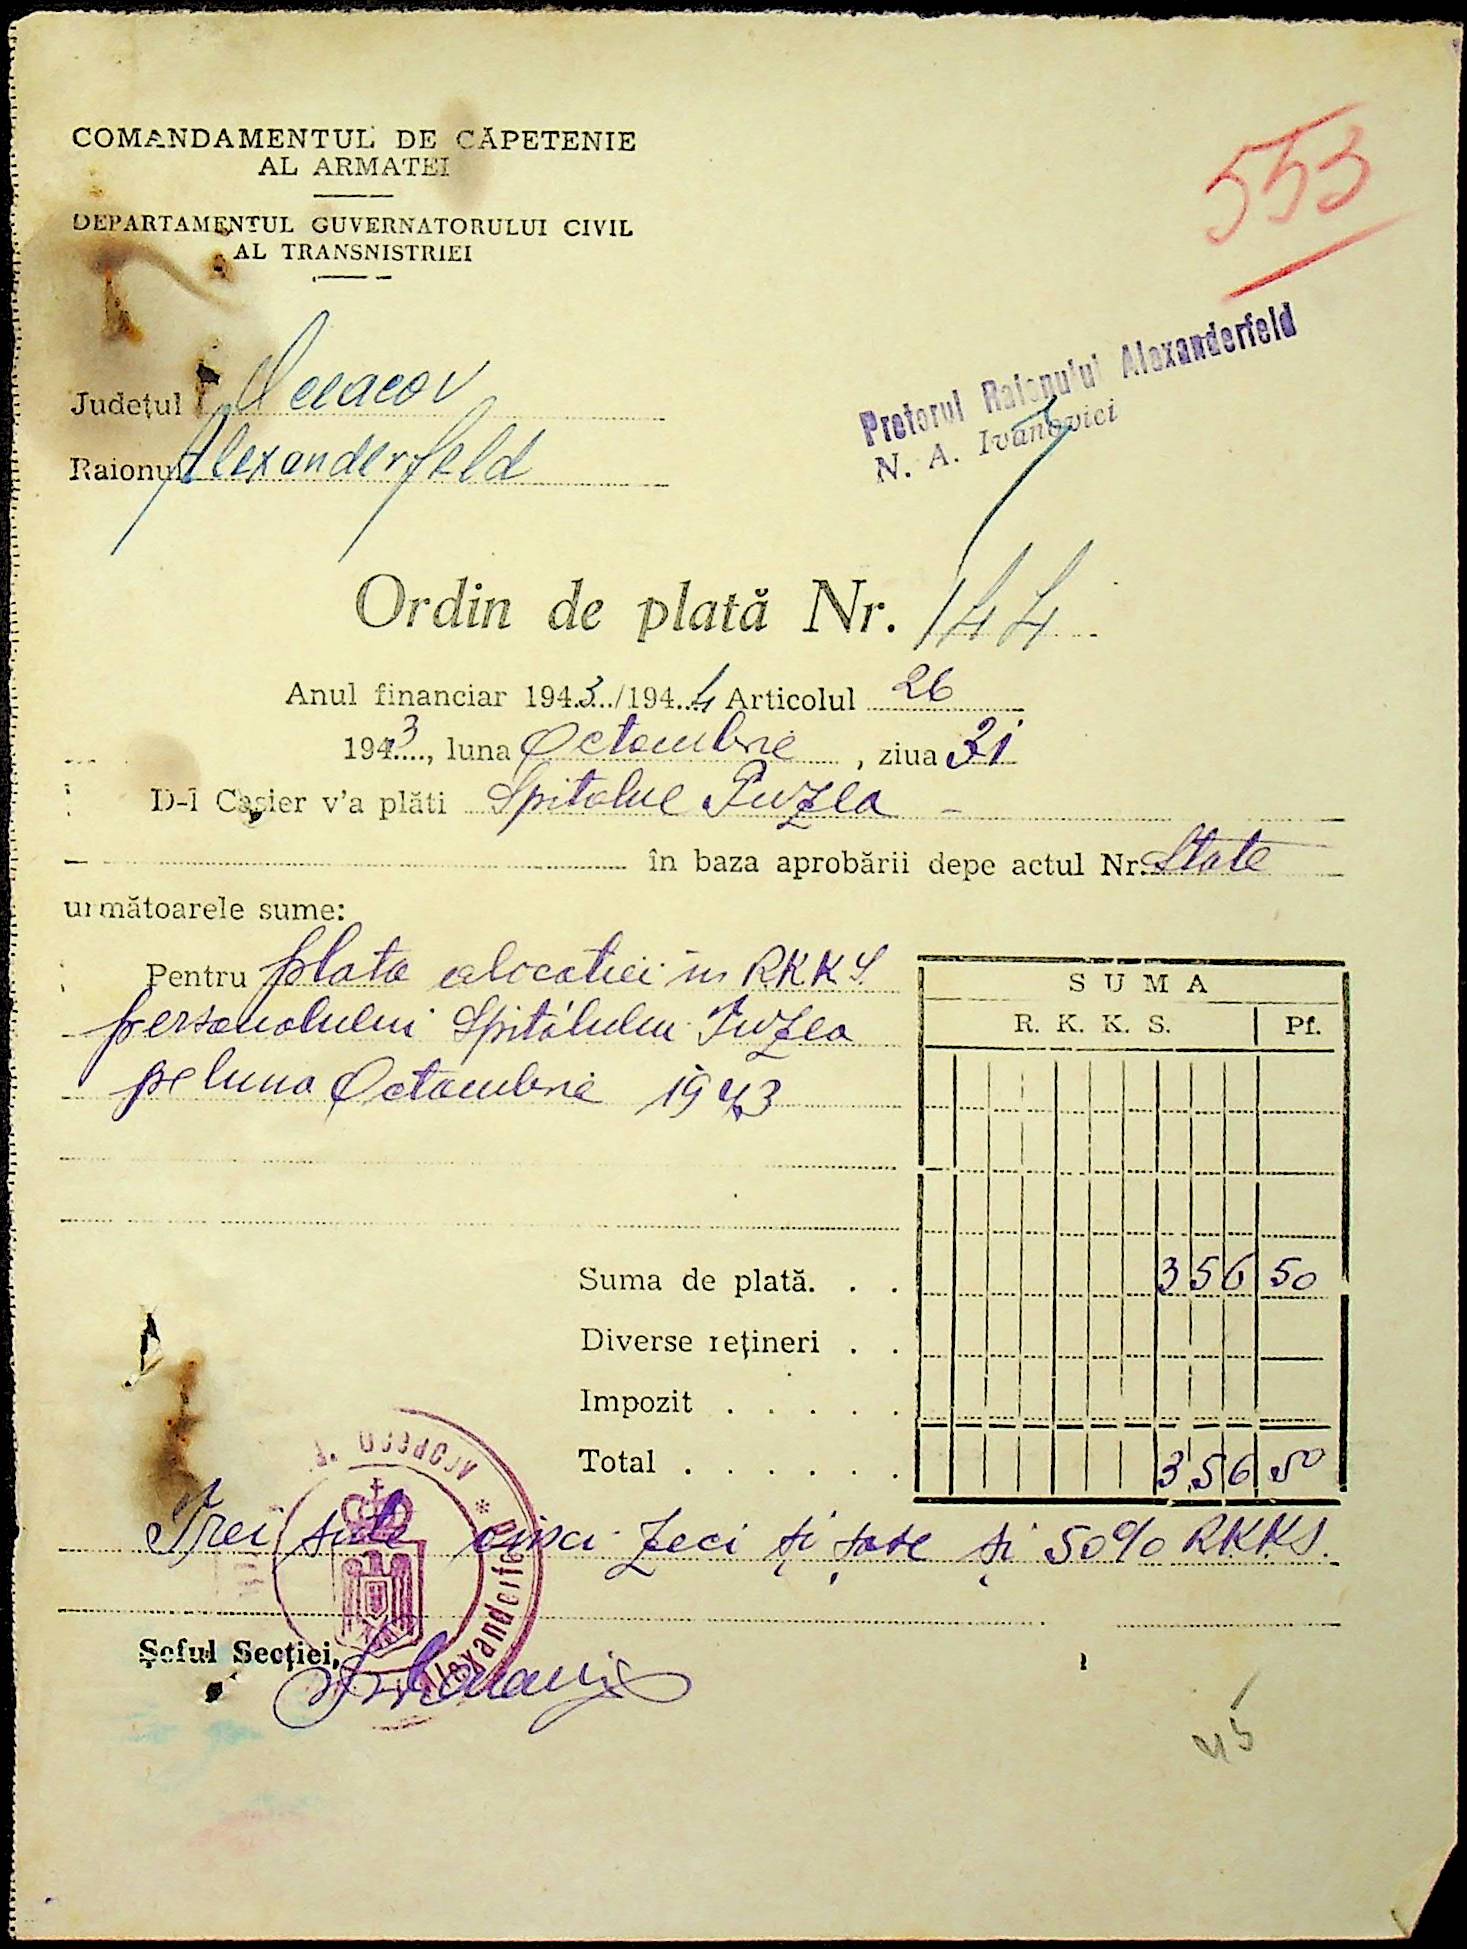 COMANDAMENTUL DE CĂPETENIE
AL ARMATEI
DEPARTAMENTUL GUVERNATORULUI CIVIL
AL TRANSNISTRIEI
553
Județul Oceacov
Raionul Alexanderfeld
Pretorul Raionului Alexanderfeld
N. A. Ivanovici
Ordin de plată Nr. 144
Anul financiar 1943/1944 Articolul 26
1943, luna Octombrie, ziua 31
D-l Casier v'a plăti Spitalul
în baza aprobării depe actul Nr. State
următoarele sume:
Pentru plata alocatiei in RKKS
personalului Spitalului
pe luna Octombrie 1943
SUMA
R. K. K. S. Pf.
Suma de plată. . . 356 50
Diverse rețineri . .
Impozit . . . . .
Total . . . . . . 356 50
Trei sute cinci zeci și șase și 50% RKKS.
Șeful Secției,
Alexanderfeld
45